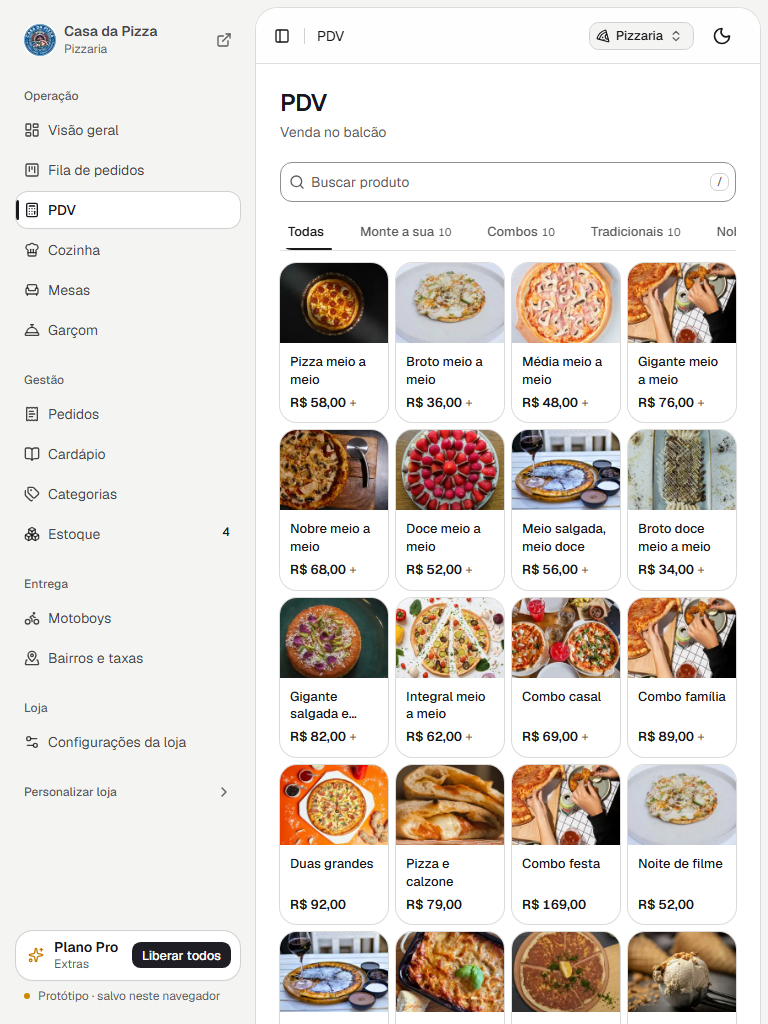 Casa da Pizza
Pizzaria
Operação
Visão geral
Fila de pedidos
PDV
Cozinha
Mesas
Garçom
Gestão
Pedidos
Cardápio
Categorias
Estoque 4
Entrega
Motoboys
Bairros e taxas
Loja
Configurações da loja
Personalizar loja
Plano Pro
Extras
Liberar todos
Protótipo · salvo neste navegador
PDV
Pizzaria
PDV
Venda no balcão
Buscar produto /
Todas Monte a sua 10 Combos 10 Tradicionais 10
Pizza meio a meio
R$ 58,00 +
Broto meio a meio
R$ 36,00 +
Média meio a meio
R$ 48,00 +
Gigante meio a meio
R$ 76,00 +
Nobre meio a meio
R$ 68,00 +
Doce meio a meio
R$ 52,00 +
Meio salgada, meio doce
R$ 56,00 +
Broto doce meio a meio
R$ 34,00 +
Gigante salgada e...
R$ 82,00 +
Integral meio a meio
R$ 62,00 +
Combo casal
R$ 69,00 +
Combo família
R$ 89,00 +
Duas grandes
R$ 92,00
Pizza e calzone
R$ 79,00
Combo festa
R$ 169,00
Noite de filme
R$ 52,00